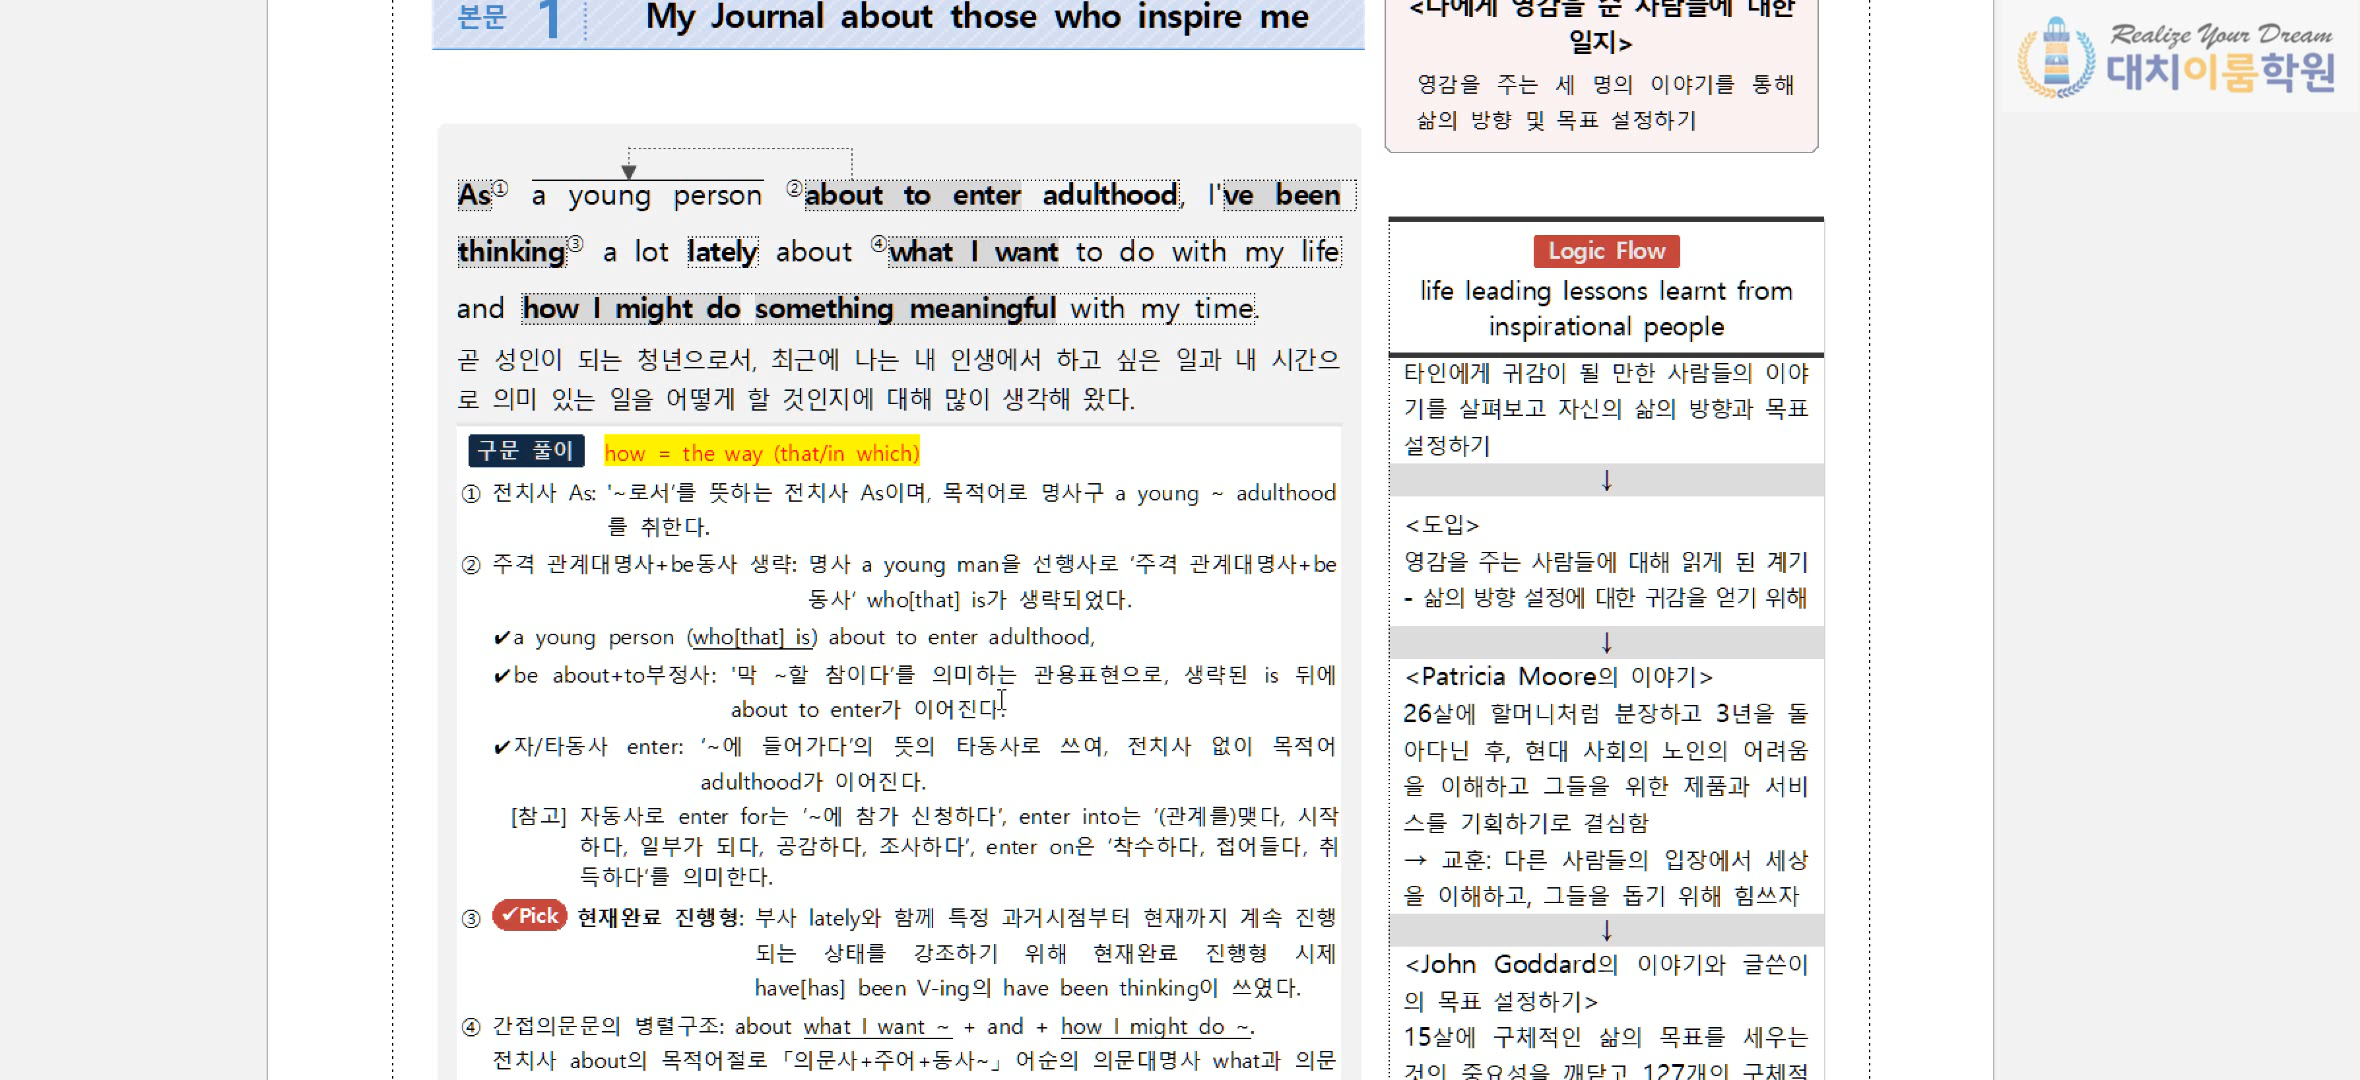 본문 1 My Journal about those who inspire me
As① a young person ②about to enter adulthood, I've been
thinking③ a lot lately about ④what I want to do with my life
and how I might do something meaningful with my time.
곧 성인이 되는 청년으로서, 최근에 나는 내 인생에서 하고 싶은 일과 내 시간으
로 의미 있는 일을 어떻게 할 것인지에 대해 많이 생각해 왔다.
구문 풀이 how = the way (that/in which)
① 전치사 As: '~로서'를 뜻하는 전치사 As이며, 목적어로 명사구 a young ~ adulthood
를 취한다.
② 주격 관계대명사+be동사 생략: 명사 a young man을 선행사로 '주격 관계대명사+be
동사' who[that] is가 생략되었다.
✔a young person (who[that] is) about to enter adulthood,
✔be about+to부정사: '막 ~할 참이다'를 의미하는 관용표현으로, 생략된 is 뒤에
about to enter가 이어진다.
✔자/타동사 enter: '~에 들어가다'의 뜻의 타동사로 쓰여, 전치사 없이 목적어
adulthood가 이어진다.
[참고] 자동사로 enter for는 '~에 참가 신청하다', enter into는 '(관계를)맺다, 시작
하다, 일부가 되다, 공감하다, 조사하다', enter on은 '착수하다, 접어들다, 취
득하다'를 의미한다.
③ ✔Pick 현재완료 진행형: 부사 lately와 함께 특정 과거시점부터 현재까지 계속 진행
되는 상태를 강조하기 위해 현재완료 진행형 시제
have[has] been V-ing의 have been thinking이 쓰였다.
④ 간접의문문의 병렬구조: about what I want ~ + and + how I might do ~.
전치사 about의 목적어절로 「의문사+주어+동사~」 어순의 의문대명사 what과 의문
<나에게 영감을 준 사람들에 대한
일지>
영감을 주는 세 명의 이야기를 통해
삶의 방향 및 목표 설정하기
Logic Flow
life leading lessons learnt from
inspirational people
타인에게 귀감이 될 만한 사람들의 이야
기를 살펴보고 자신의 삶의 방향과 목표
설정하기
↓
<도입>
영감을 주는 사람들에 대해 읽게 된 계기
- 삶의 방향 설정에 대한 귀감을 얻기 위해
↓
<Patricia Moore의 이야기>
26살에 할머니처럼 분장하고 3년을 돌
아다닌 후, 현대 사회의 노인의 어려움
을 이해하고 그들을 위한 제품과 서비
스를 기획하기로 결심함
→ 교훈: 다른 사람들의 입장에서 세상
을 이해하고, 그들을 돕기 위해 힘쓰자
↓
<John Goddard의 이야기와 글쓴이
의 목표 설정하기>
15살에 구체적인 삶의 목표를 세우는
것의 중요성을 깨닫고 127개의 구체적
Realize Your Dream
대치이룸학원